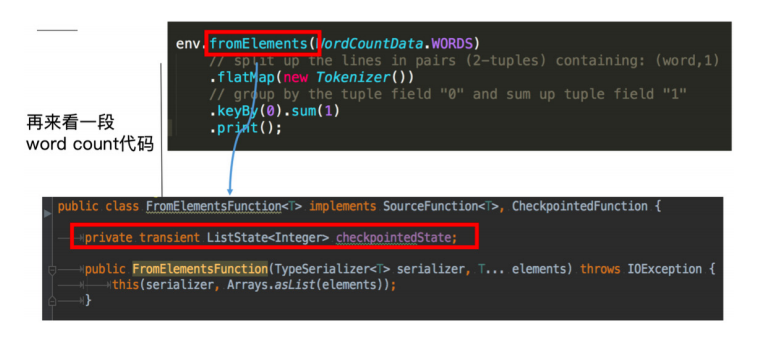 env.fromElements(WordCountData.WORDS)
// split up the lines in pairs (2-tuples) containing: (word,1)
.flatMap(new Tokenizer())
// group by the tuple field "0" and sum up tuple field "1"
.keyBy(0).sum(1)
.print();
再来看一段
word count代码
public class FromElementsFunction<T> implements SourceFunction<T>, CheckpointedFunction {
private transient ListState<Integer> checkpointedState;
public FromElementsFunction(TypeSerializer<T> serializer, T... elements) throws IOException {
this(serializer, Arrays.asList(elements));
}